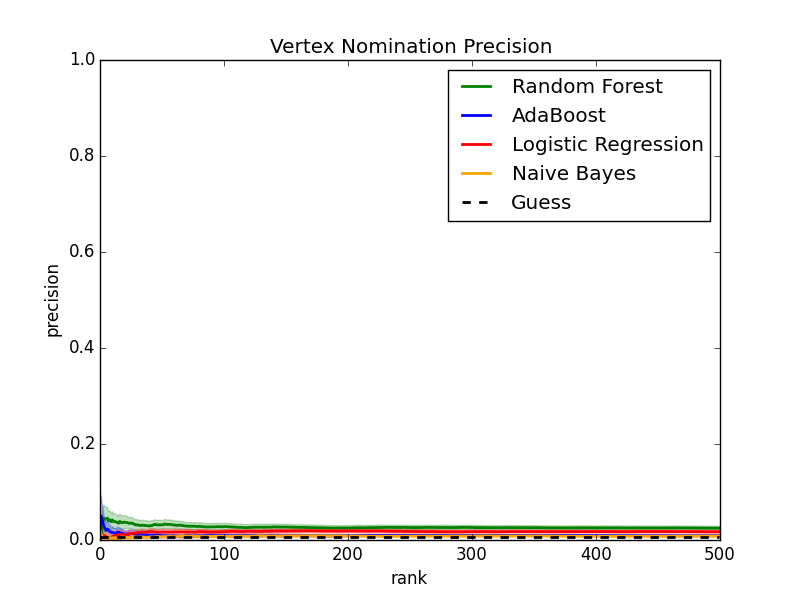 Vertex Nomination Precision
1.0
0.8
0.6
0.4
0.2
0.0
precision
Random Forest
AdaBoost
Logistic Regression
Naive Bayes
Guess
0 100 200 300 400 500
rank